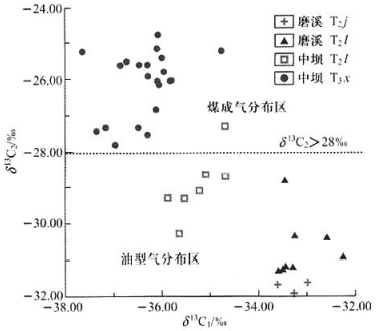 磨溪 T₂j
磨溪 T₂l
中坝 T₂l
中坝 T₃x
-24.00
-26.00
-28.00
-30.00
-32.00
δ¹³C₂/‰
煤成气分布区
δ¹³C₂>28‰
油型气分布区
-38.00 -36.00 -34.00 -32.00
δ¹³C₁/‰